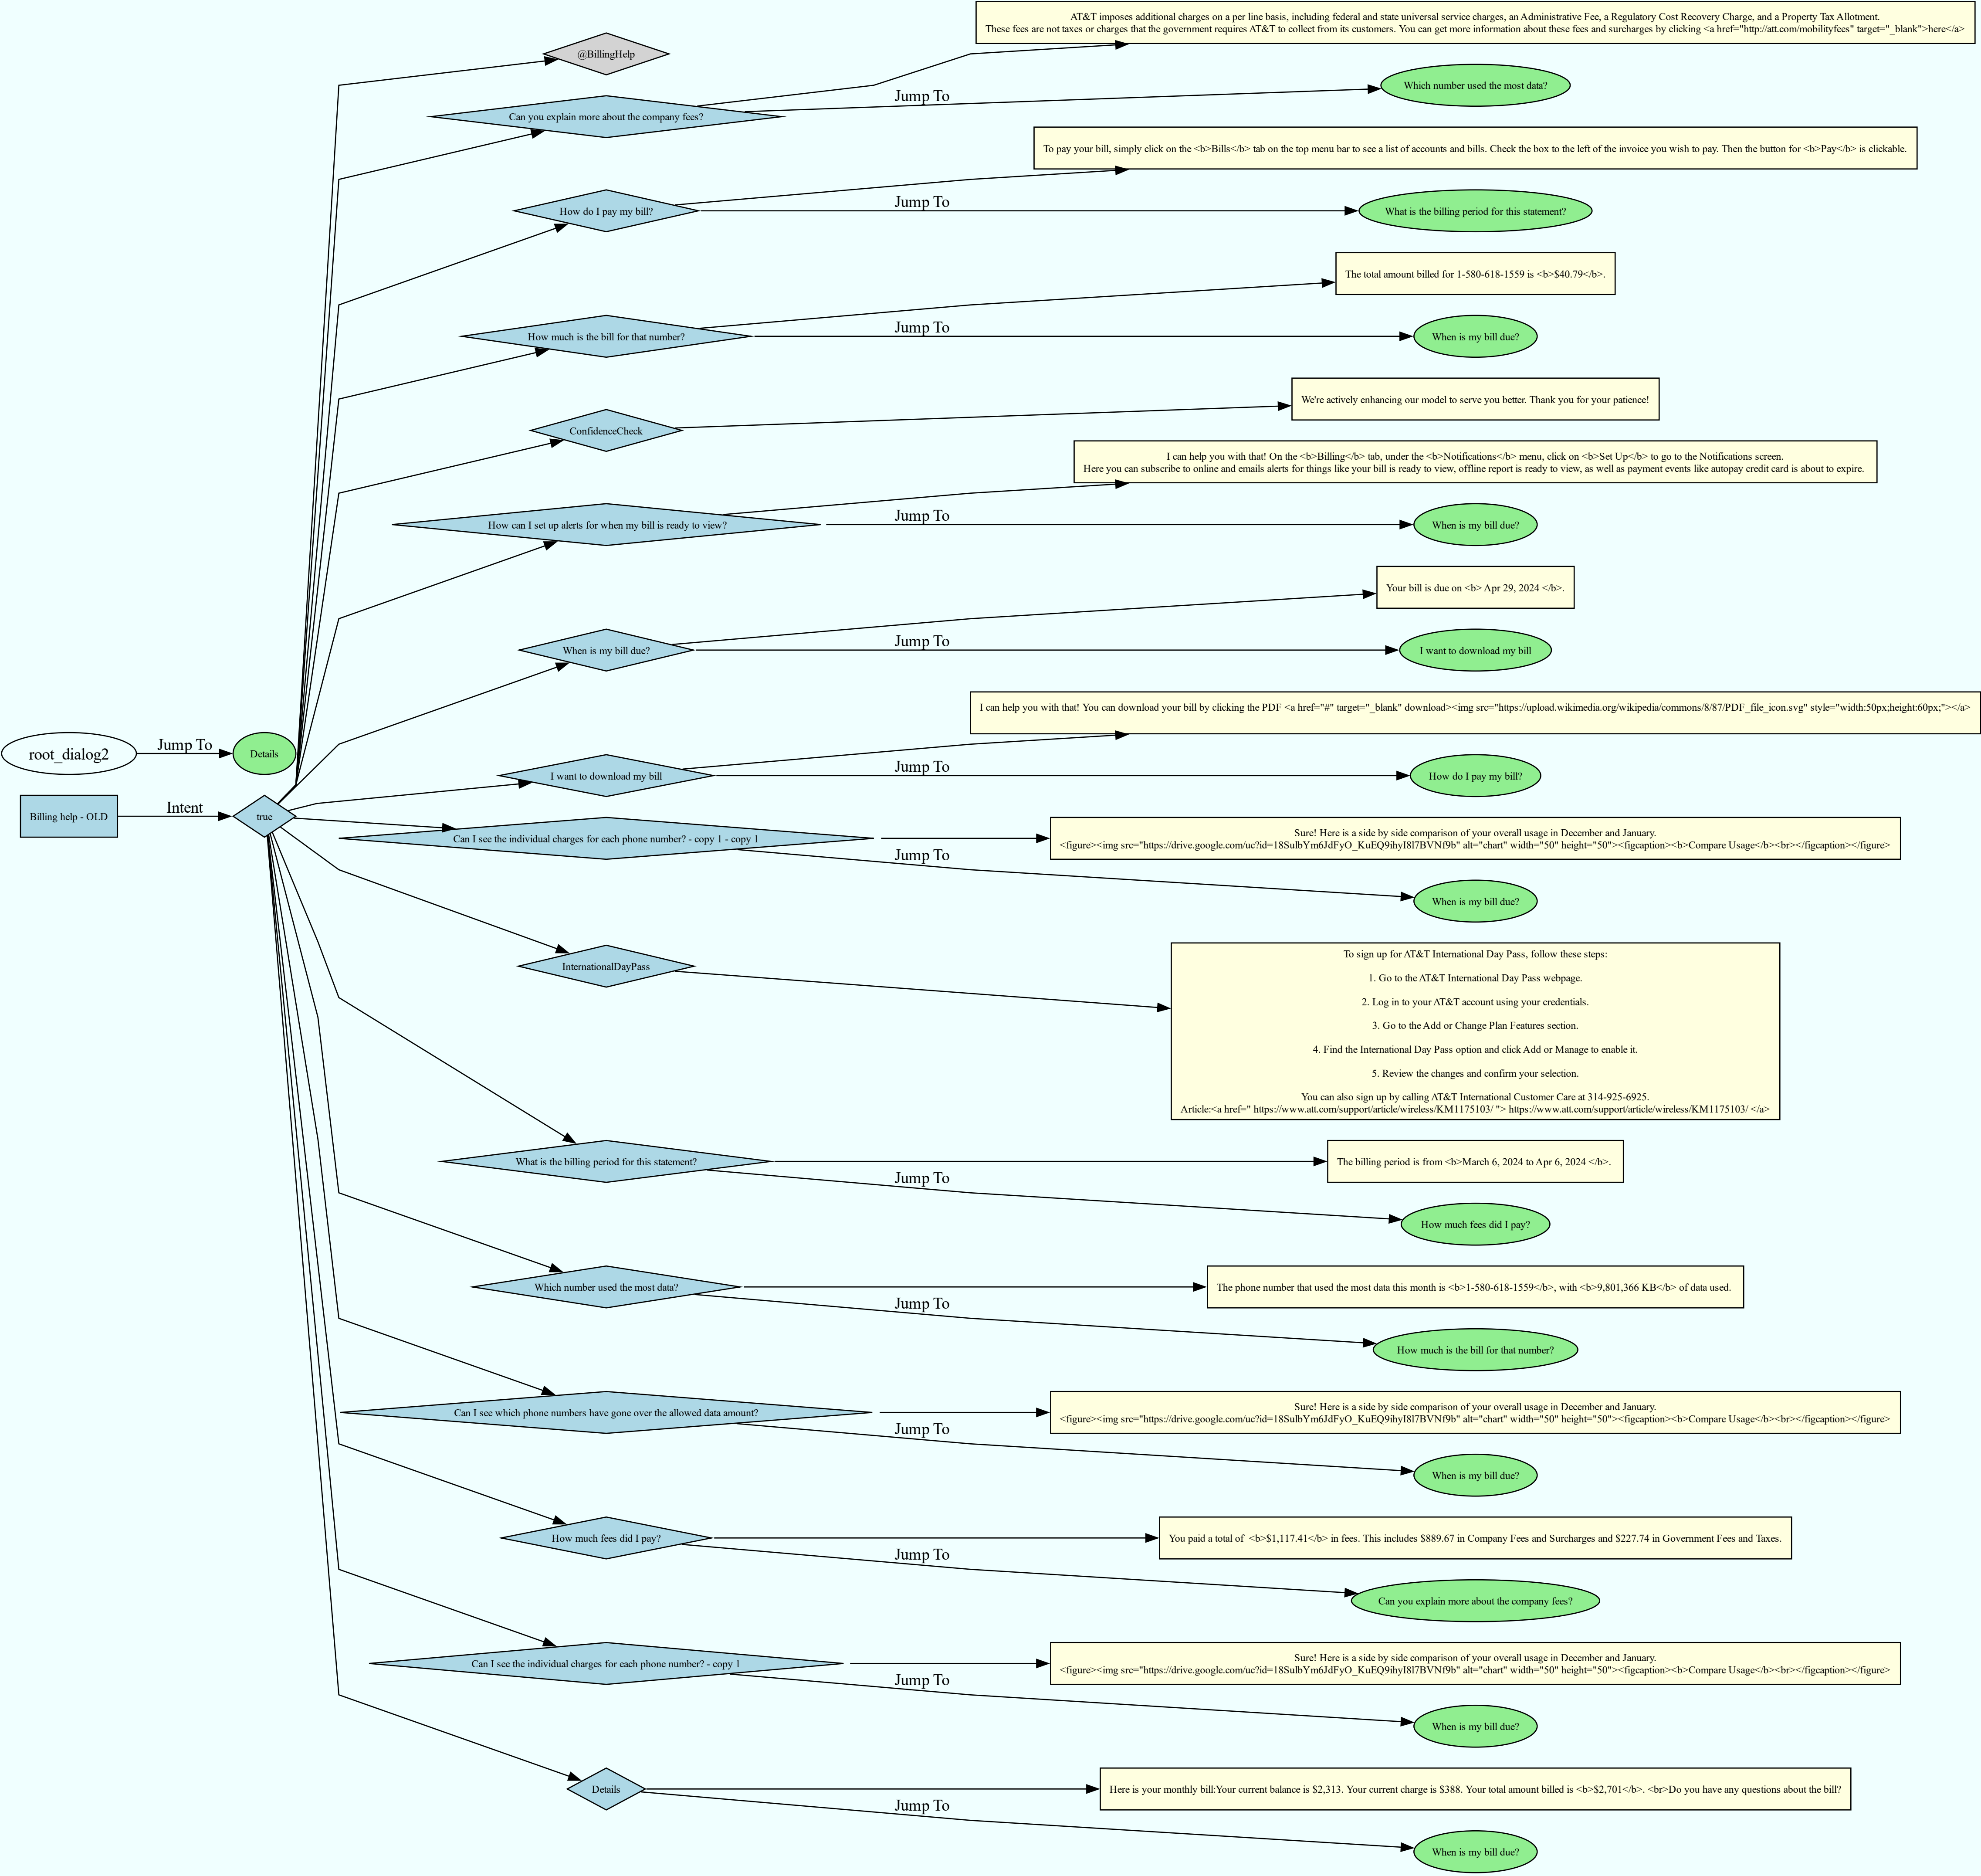 AT&T imposes additional charges on a per line basis, including federal and state universal service charges, an Administrative Fee, a Regulatory Cost Recovery Charge, and a Property Tax Allotment.
These fees are not taxes or charges that the government requires AT&T to collect from its customers. You can get more information about these fees and surcharges by clicking <a href="http://att.com/mobilityfees" target="_blank">here</a>
@BillingHelp
Can you explain more about the company fees?
Jump To
Which number used the most data?
To pay your bill, simply click on the <b>Bills</b> tab on the top menu bar to see a list of accounts and bills. Check the box to the left of the invoice you wish to pay. Then the button for <b>Pay</b> is clickable.
How do I pay my bill?
Jump To
What is the billing period for this statement?
The total amount billed for 1-580-618-1559 is <b>$40.79</b>.
How much is the bill for that number?
Jump To
When is my bill due?
We're actively enhancing our model to serve you better. Thank you for your patience!
ConfidenceCheck
I can help you with that! On the <b>Billing</b> tab, under the <b>Notifications</b> menu, click on <b>Set Up</b> to go to the Notifications screen.
Here you can subscribe to online and emails alerts for things like your bill is ready to view, offline report is ready to view, as well as payment events like autopay credit card is about to expire.
How can I set up alerts for when my bill is ready to view?
Jump To
When is my bill due?
Your bill is due on <b> Apr 29, 2024 </b>.
When is my bill due?
Jump To
I want to download my bill
I can help you with that! You can download your bill by clicking the PDF <a href="#" target="_blank" download><img src="https://upload.wikimedia.org/wikipedia/commons/8/87/PDF_file_icon.svg" style="width:50px;height:60px;"></a>
root_dialog2
Jump To
Details
I want to download my bill
Jump To
How do I pay my bill?
Billing help - OLD
Intent
true
Can I see the individual charges for each phone number? - copy 1 - copy 1
Sure! Here is a side by side comparison of your overall usage in December and January.
<figure><img src="https://drive.google.com/uc?id=18SulbYm6JdFyO_KuEQ9ihyI8l7BVNf9b" alt="chart" width="50" height="50"><figcaption><b>Compare Usage</b><br></figcaption></figure>
Jump To
When is my bill due?
InternationalDayPass
To sign up for AT&T International Day Pass, follow these steps:
1. Go to the AT&T International Day Pass webpage.
2. Log in to your AT&T account using your credentials.
3. Go to the Add or Change Plan Features section.
4. Find the International Day Pass option and click Add or Manage to enable it.
5. Review the changes and confirm your selection.
You can also sign up by calling AT&T International Customer Care at 314-925-6925.
Article:<a href=" https://www.att.com/support/article/wireless/KM1175103/ "> https://www.att.com/support/article/wireless/KM1175103/ </a>
What is the billing period for this statement?
The billing period is from <b>March 6, 2024 to Apr 6, 2024 </b>.
Jump To
How much fees did I pay?
Which number used the most data?
The phone number that used the most data this month is <b>1-580-618-1559</b>, with <b>9,801,366 KB</b> of data used.
Jump To
How much is the bill for that number?
Can I see which phone numbers have gone over the allowed data amount?
Sure! Here is a side by side comparison of your overall usage in December and January.
<figure><img src="https://drive.google.com/uc?id=18SulbYm6JdFyO_KuEQ9ihyI8l7BVNf9b" alt="chart" width="50" height="50"><figcaption><b>Compare Usage</b><br></figcaption></figure>
Jump To
When is my bill due?
How much fees did I pay?
You paid a total of  <b>$1,117.41</b> in fees. This includes $889.67 in Company Fees and Surcharges and $227.74 in Government Fees and Taxes.
Jump To
Can you explain more about the company fees?
Can I see the individual charges for each phone number? - copy 1
Sure! Here is a side by side comparison of your overall usage in December and January.
<figure><img src="https://drive.google.com/uc?id=18SulbYm6JdFyO_KuEQ9ihyI8l7BVNf9b" alt="chart" width="50" height="50"><figcaption><b>Compare Usage</b><br></figcaption></figure>
Jump To
When is my bill due?
Details
Here is your monthly bill:Your current balance is $2,313. Your current charge is $388. Your total amount billed is <b>$2,701</b>. <br>Do you have any questions about the bill?
Jump To
When is my bill due?